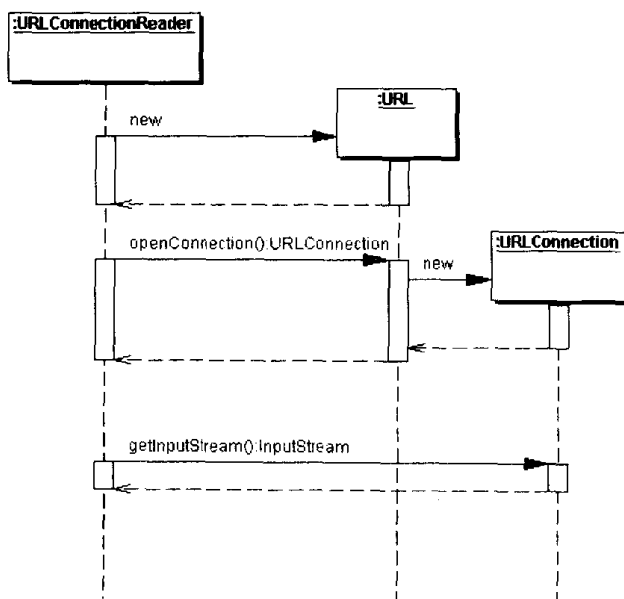 :URLConnectionReader
:URL
new
openConnection():URLConnection
new
:URLConnection
getInputStream():InputStream